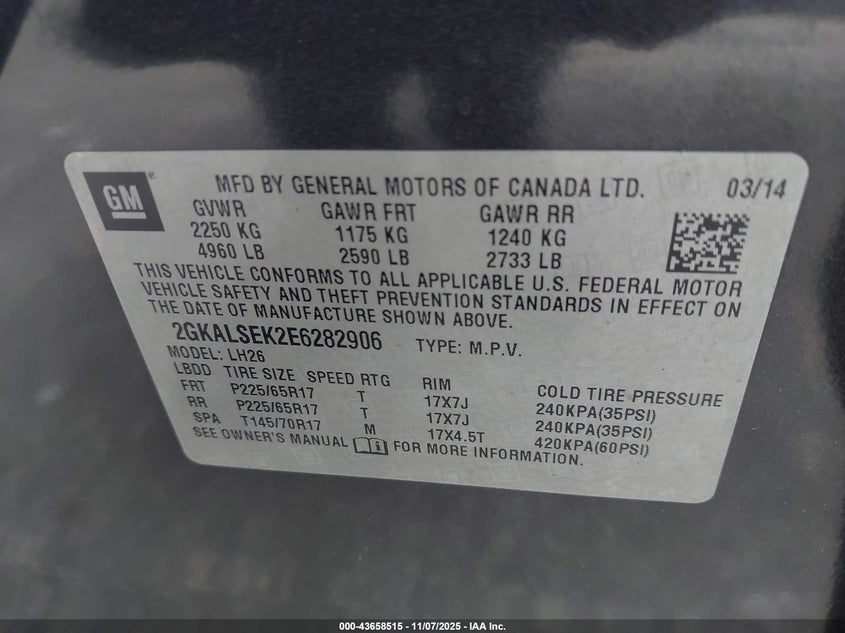 GM ® MFD BY GENERAL MOTORS OF CANADA LTD. 03/14
GVWR GAWR FRT GAWR RR
2250 KG 1175 KG 1240 KG
4960 LB 2590 LB 2733 LB
THIS VEHICLE CONFORMS TO ALL APPLICABLE U.S. FEDERAL MOTOR
VEHICLE SAFETY AND THEFT PREVENTION STANDARDS IN EFFECT ON
THE DATE OF MANUFACTURE SHOWN ABOVE.
2GKALSEK2E6282906 TYPE: M.P.V.
MODEL: LH26
LBDD TIRE SIZE SPEED RTG RIM COLD TIRE PRESSURE
FRT P225/65R17 T 17X7J 240KPA(35PSI)
RR P225/65R17 T 17X7J 240KPA(35PSI)
SPA T145/70R17 M 17X4.5T 420KPA(60PSI)
SEE OWNER'S MANUAL FOR MORE INFORMATION.
000-43658515 - 11/07/2025 - IAA Inc.